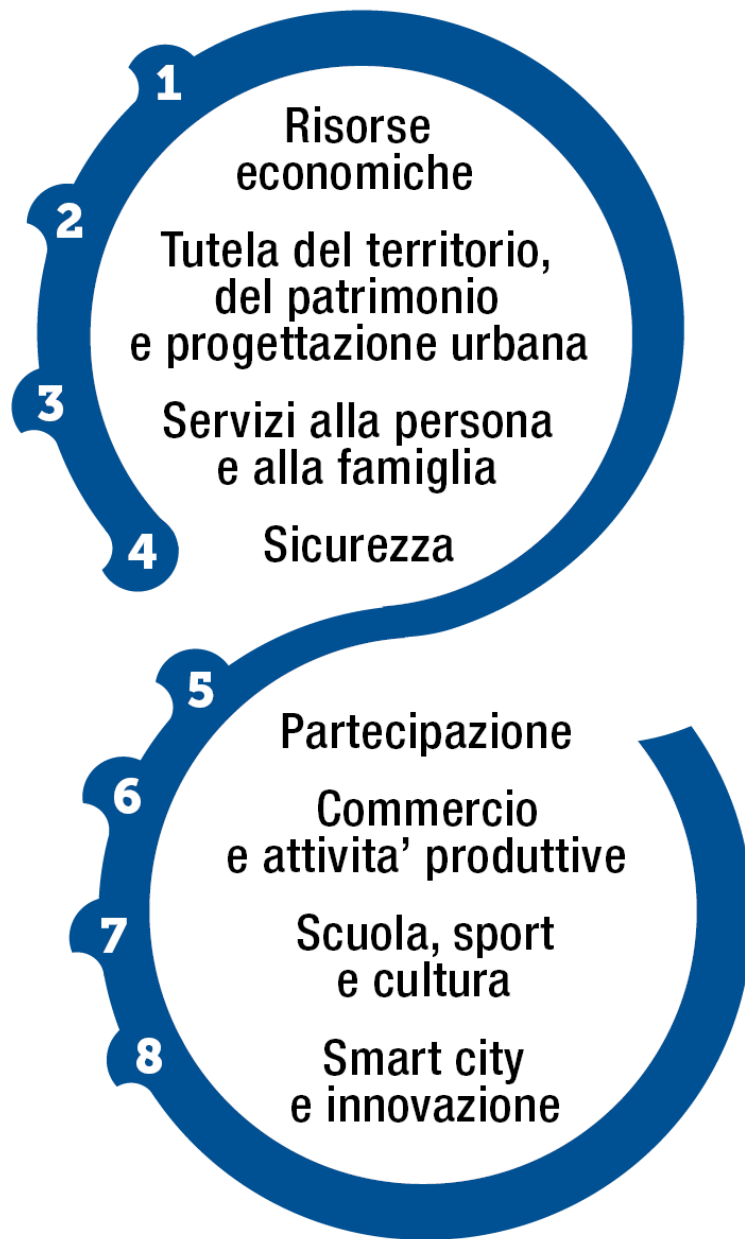 1
Risorse
economiche
2
Tutela del territorio,
del patrimonio
e progettazione urbana
3
Servizi alla persona
e alla famiglia
4
Sicurezza
5
Partecipazione
6
Commercio
e attivita’ produttive
7
Scuola, sport
e cultura
8
Smart city
e innovazione